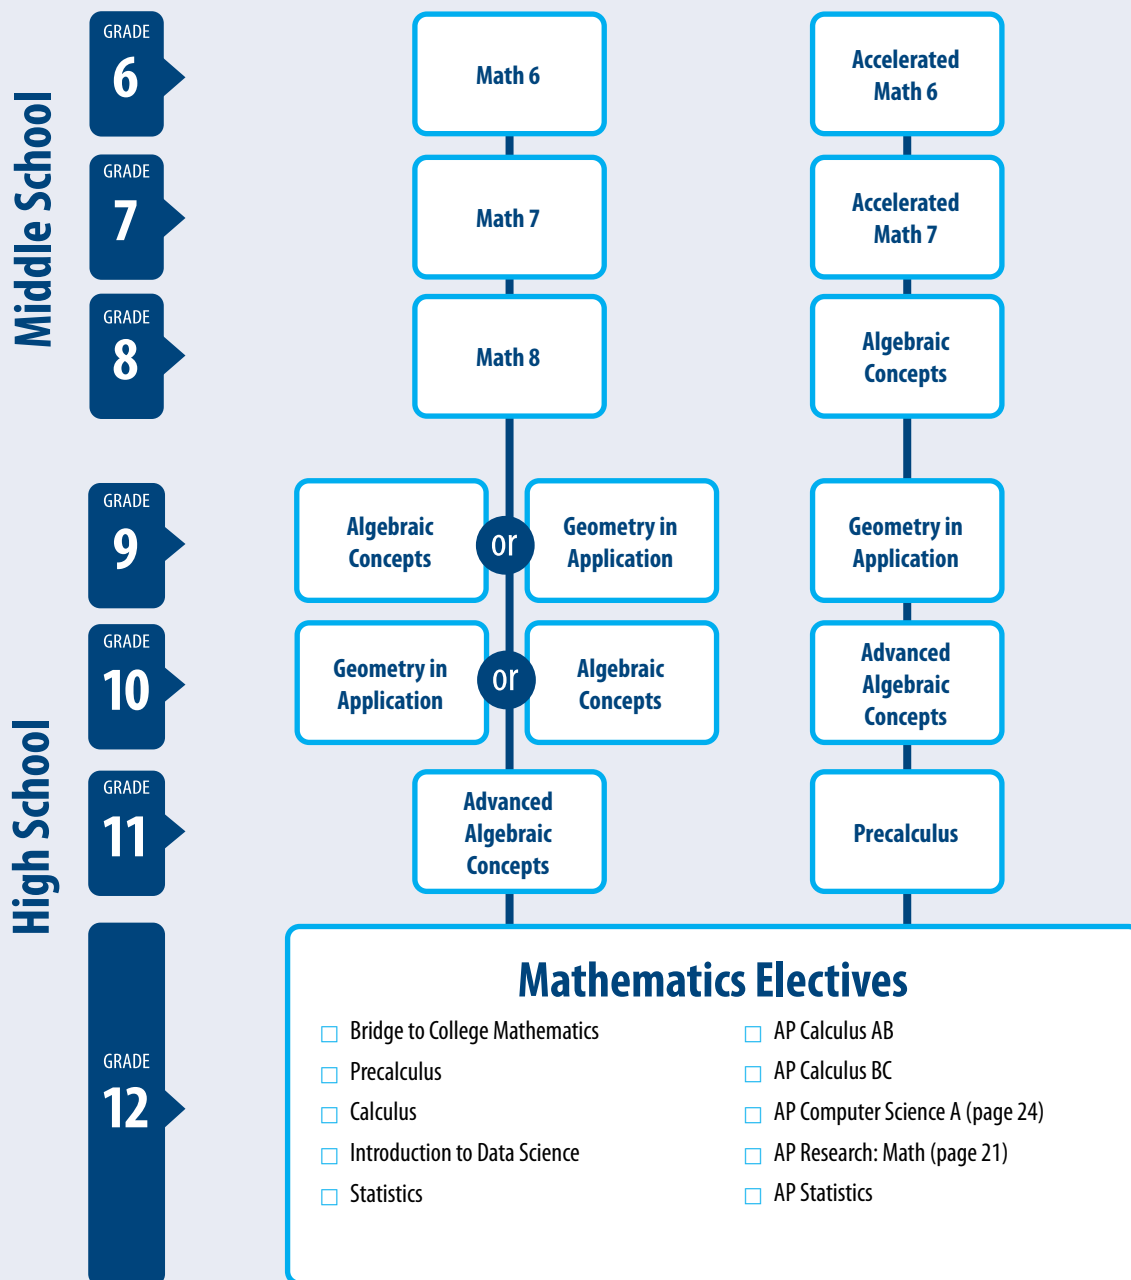 Middle School
GRADE
6
Math 6
Accelerated
Math 6
GRADE
7
Math 7
Accelerated
Math 7
GRADE
8
Math 8
Algebraic
Concepts
High School
GRADE
9
Algebraic
Concepts
or
Geometry in
Application
Geometry in
Application
GRADE
10
Geometry in
Application
or
Algebraic
Concepts
Advanced
Algebraic
Concepts
GRADE
11
Advanced
Algebraic
Concepts
Precalculus
GRADE
12
Mathematics Electives
Bridge to College Mathematics
Precalculus
Calculus
Introduction to Data Science
Statistics
AP Calculus AB
AP Calculus BC
AP Computer Science A (page 24)
AP Research: Math (page 21)
AP Statistics